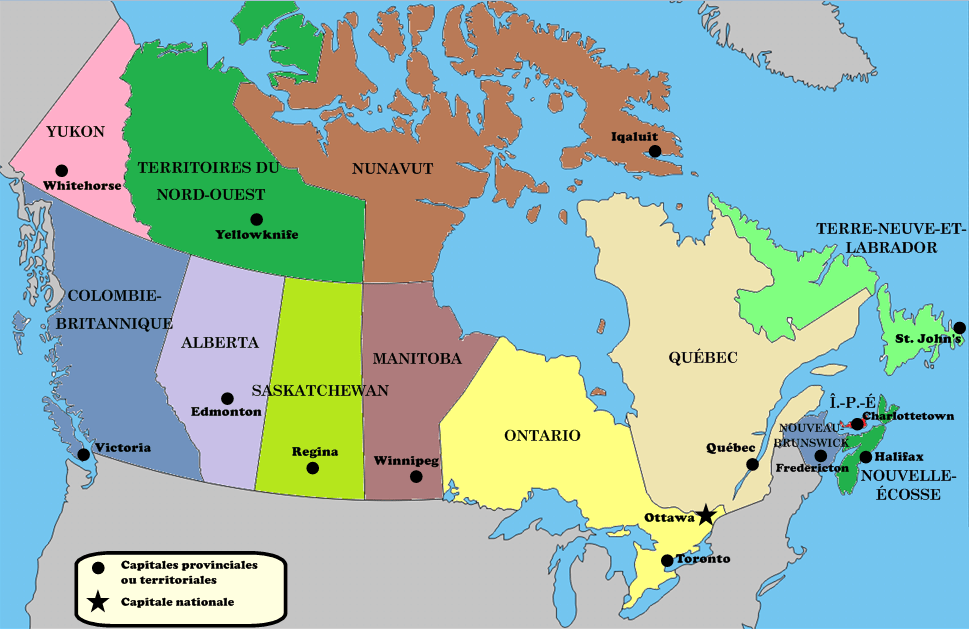 YUKON
Whitehorse
TERRITOIRES DU
NORD-OUEST
Yellowknife
NUNAVUT
Iqaluit
TERRE-NEUVE-ET-
LABRADOR
St. John's
COLOMBIE-
BRITANNIQUE
Victoria
ALBERTA
Edmonton
SASKATCHEWAN
Regina
MANITOBA
Winnipeg
ONTARIO
Ottawa
Toronto
QUÉBEC
Québec
Î.-P.-É
Charlottetown
NOUVEAU-
BRUNSWICK
Fredericton
Halifax
NOUVELLE-
ÉCOSSE
Capitales provinciales
ou territoriales
Capitale nationale